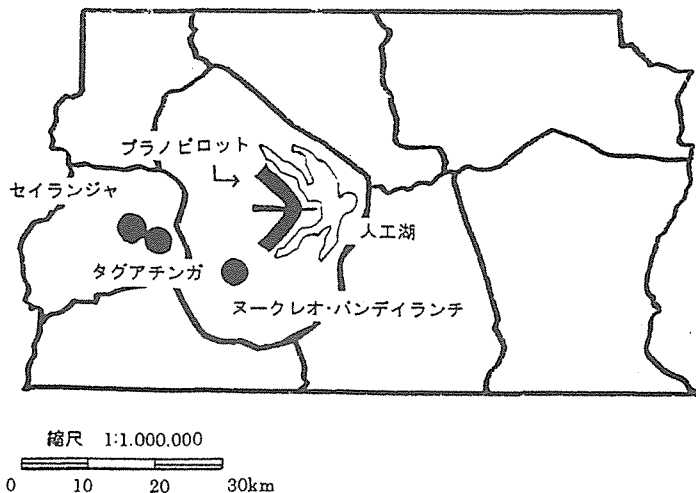 プラノピロット
セイランジャ
人工湖
タグアチンガ
ヌークレオ・バンデイランチ
縮尺 1:1.000.000
0 10 20 30km